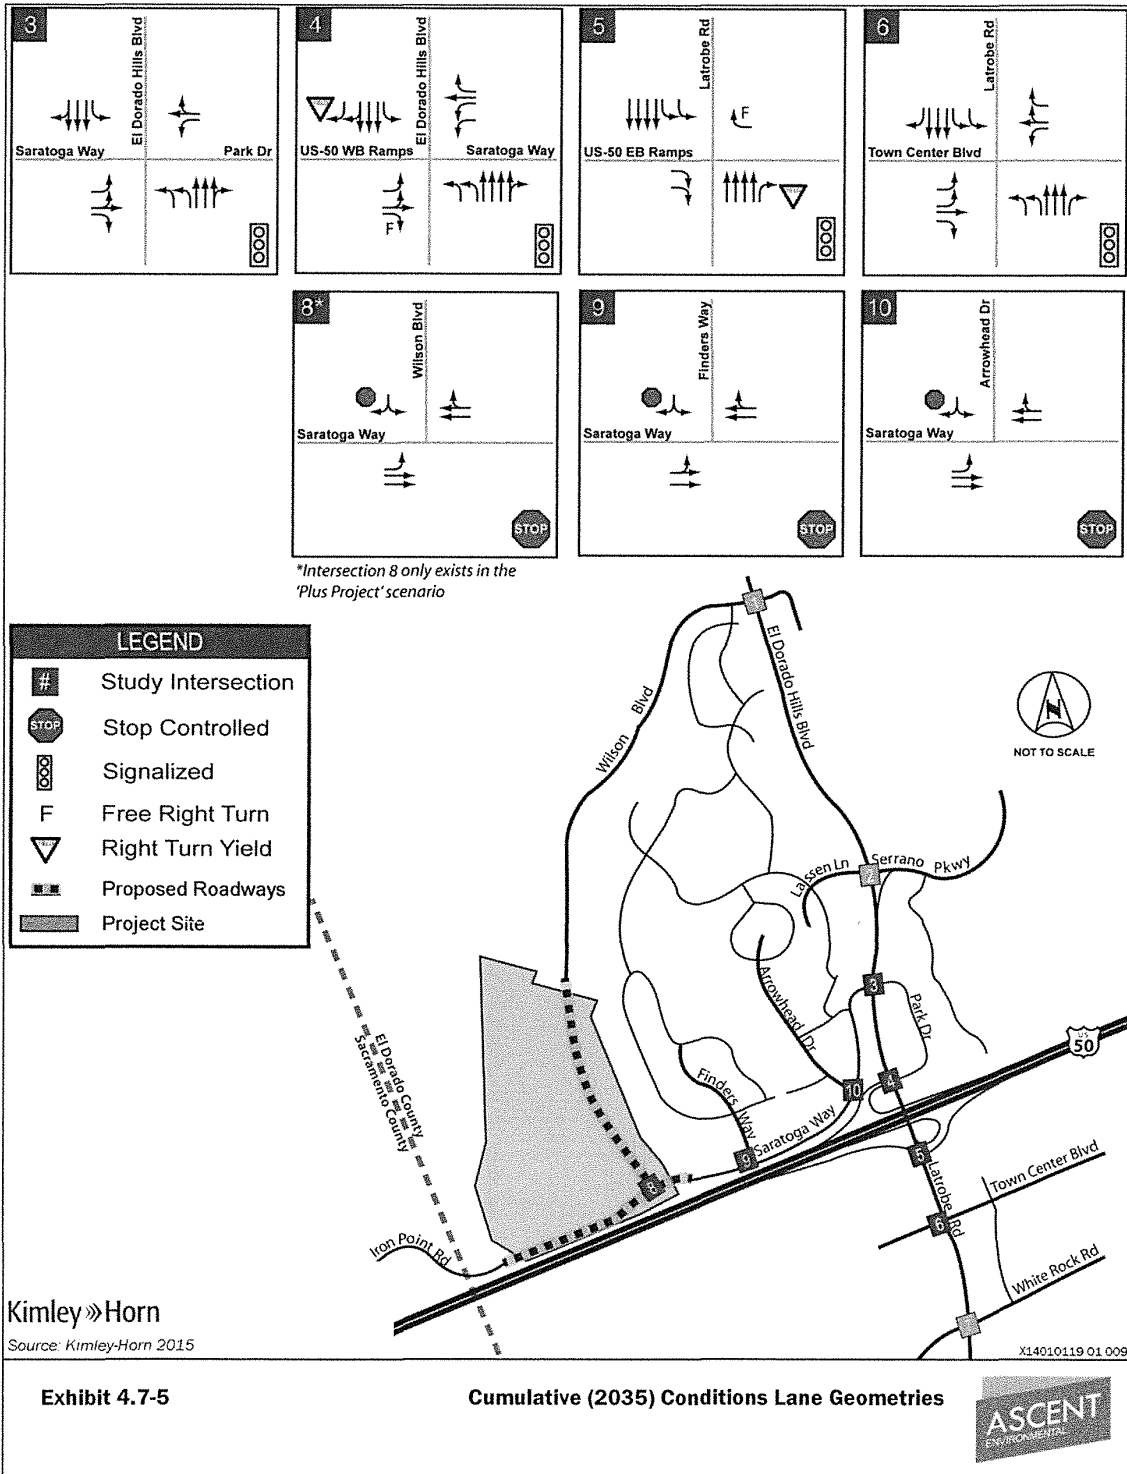 3
El Dorado Hills Blvd
Saratoga Way
Park Dr
4
El Dorado Hills Blvd
US-50 WB Ramps
Saratoga Way
F
5
Latrobe Rd
F
US-50 EB Ramps
6
Latrobe Rd
Town Center Blvd
8*
Wilson Blvd
Saratoga Way
STOP
9
Finders Way
Saratoga Way
STOP
10
Arrowhead Dr
Saratoga Way
STOP
*Intersection 8 only exists in the
'Plus Project' scenario
LEGEND
# Study Intersection
STOP Stop Controlled
Signalized
F Free Right Turn
Right Turn Yield
Proposed Roadways
Project Site
N
NOT TO SCALE
El Dorado Hills Blvd
Wilson Blvd
Lassen Ln
Serrano Pkwy
2
3
Park Dr
Arrowhead Dr
US
50
4
10
Finders Way
Saratoga Way
9
5
Latrobe Rd
Town Center Blvd
6
8
White Rock Rd
Iron Point Rd
El Dorado County
Sacramento County
Kimley»Horn
Source: Kimley-Horn 2015
X14010119 01 009
Exhibit 4.7-5
Cumulative (2035) Conditions Lane Geometries
ASCENT
ENVIRONMENTAL